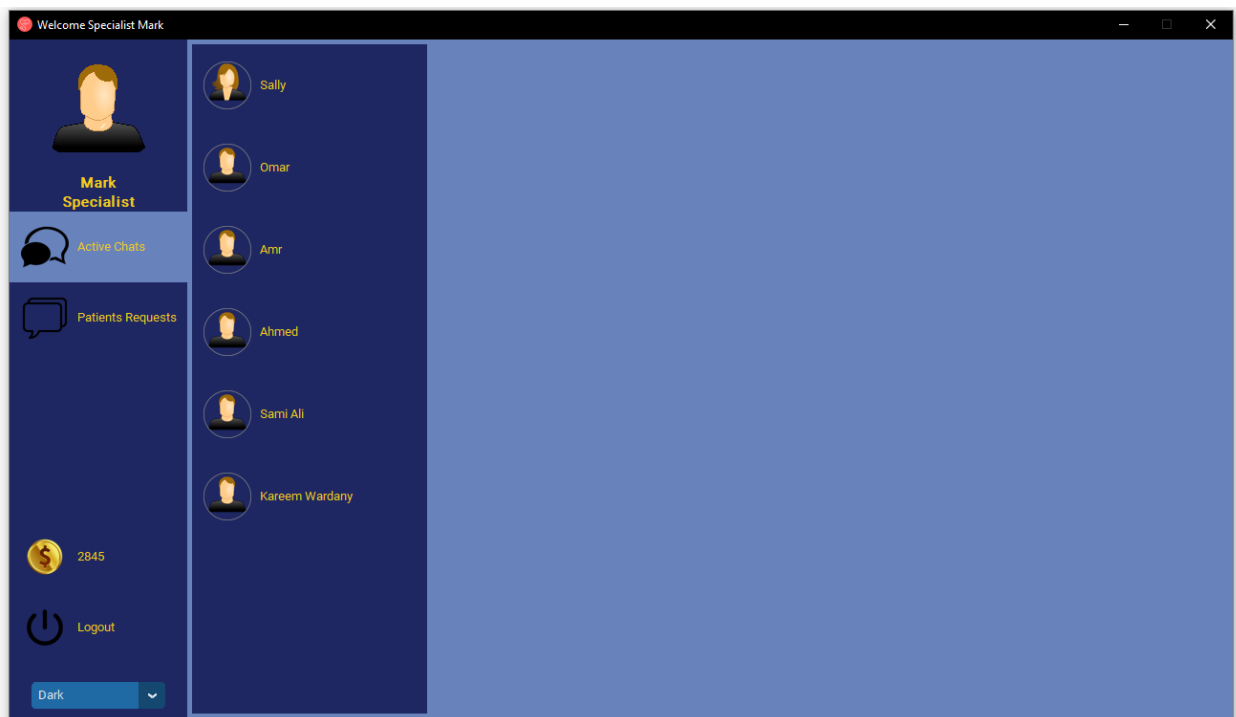 Welcome Specialist Mark
Mark
Specialist
Active Chats
Patients Requests
2845
Logout
Dark
Sally
Omar
Amr
Ahmed
Sami Ali
Kareem Wardany